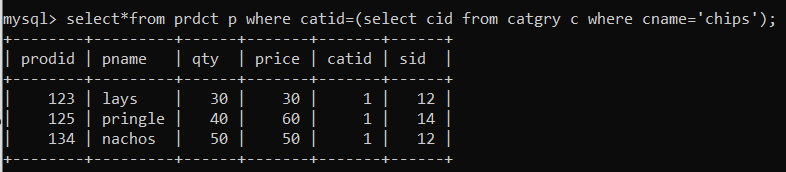 mysql> select*from prdct p where catid=(select cid from catgry c where cname='chips');
+--------+---------+------+-------+-------+------+
| prodid | pname   | qty  | price | catid | sid  |
+--------+---------+------+-------+-------+------+
|    123 | lays    |   30 |    30 |     1 |   12 |
|    125 | pringle |   40 |    60 |     1 |   14 |
|    134 | nachos  |   50 |    50 |     1 |   12 |
+--------+---------+------+-------+-------+------+